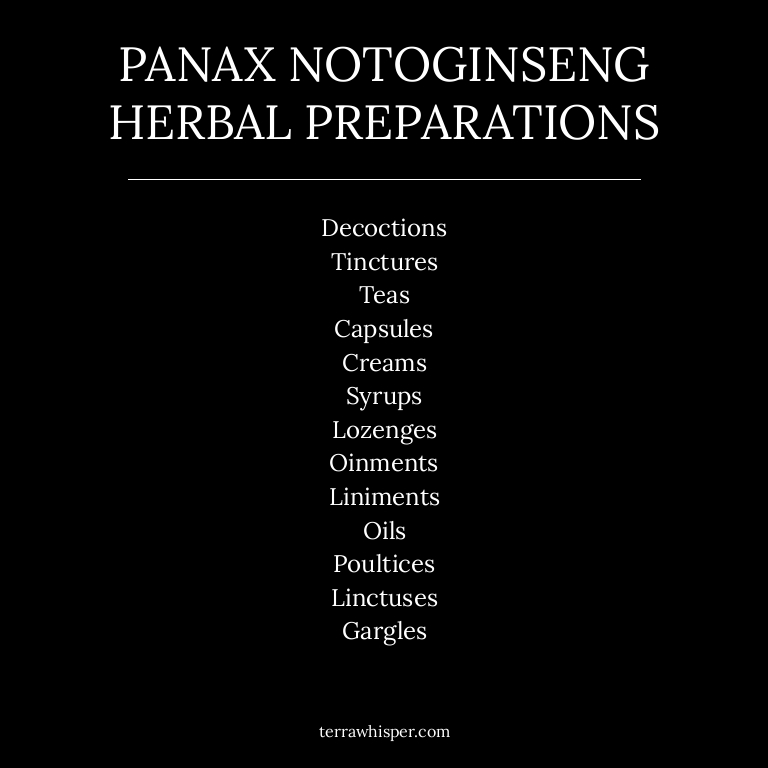 PANAX NOTOGINSENG
HERBAL PREPARATIONS
Decoctions
Tinctures
Teas
Capsules
Creams
Syrups
Lozenges
Oinments
Liniments
Oils
Poultices
Linctuses
Gargles
terrawhisper.com